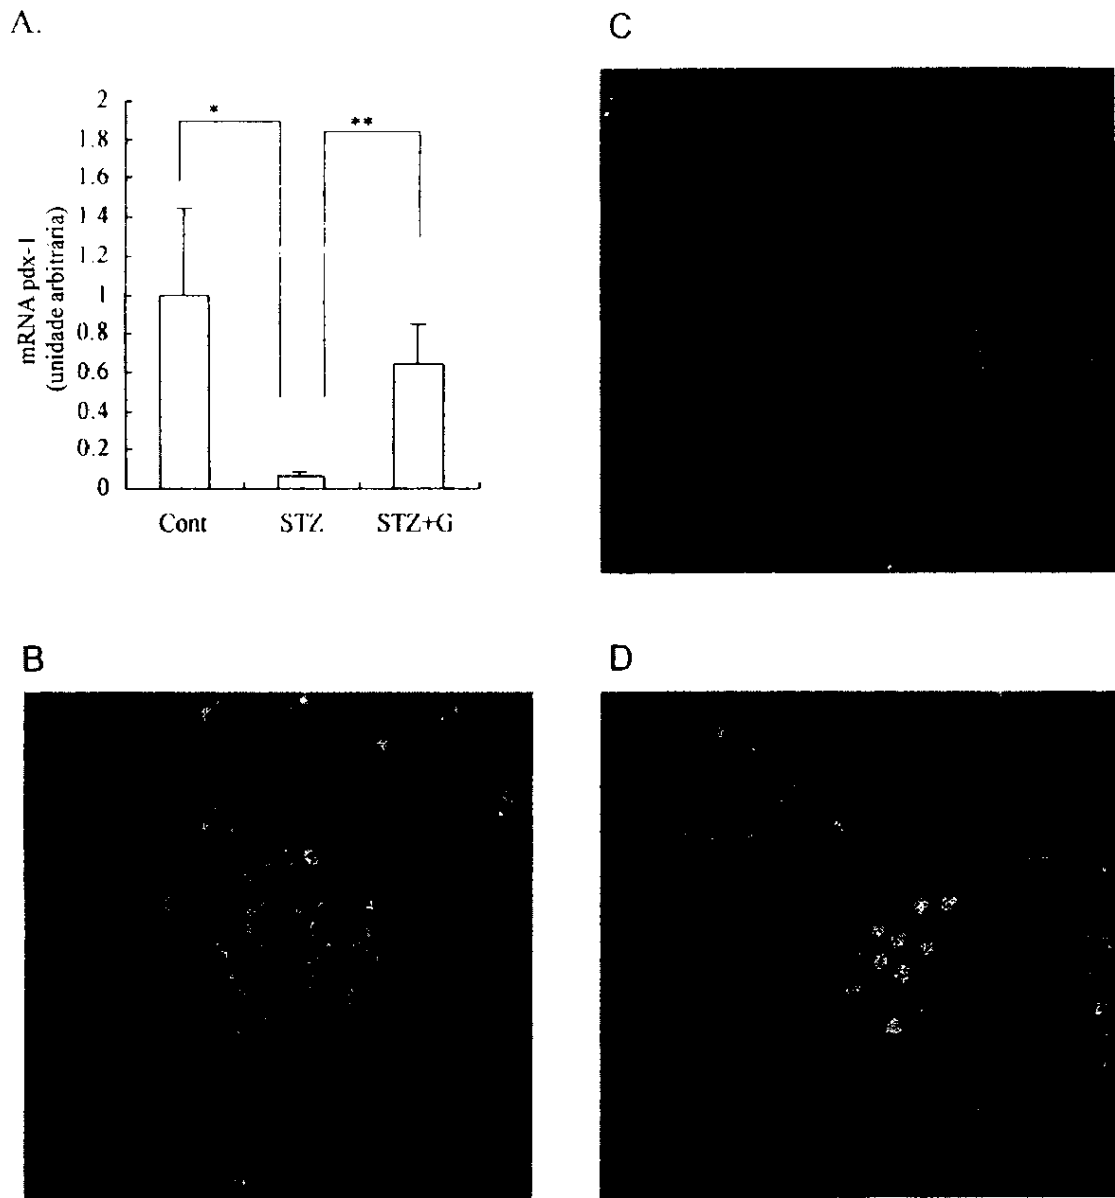 A.
C
*
**
2
1.8
1.6
1.4
1.2
1
0.8
0.6
0.4
0.2
0
mRNA pdx-1
(unidade arbitrária)
Cont
STZ
STZ+G
B
D